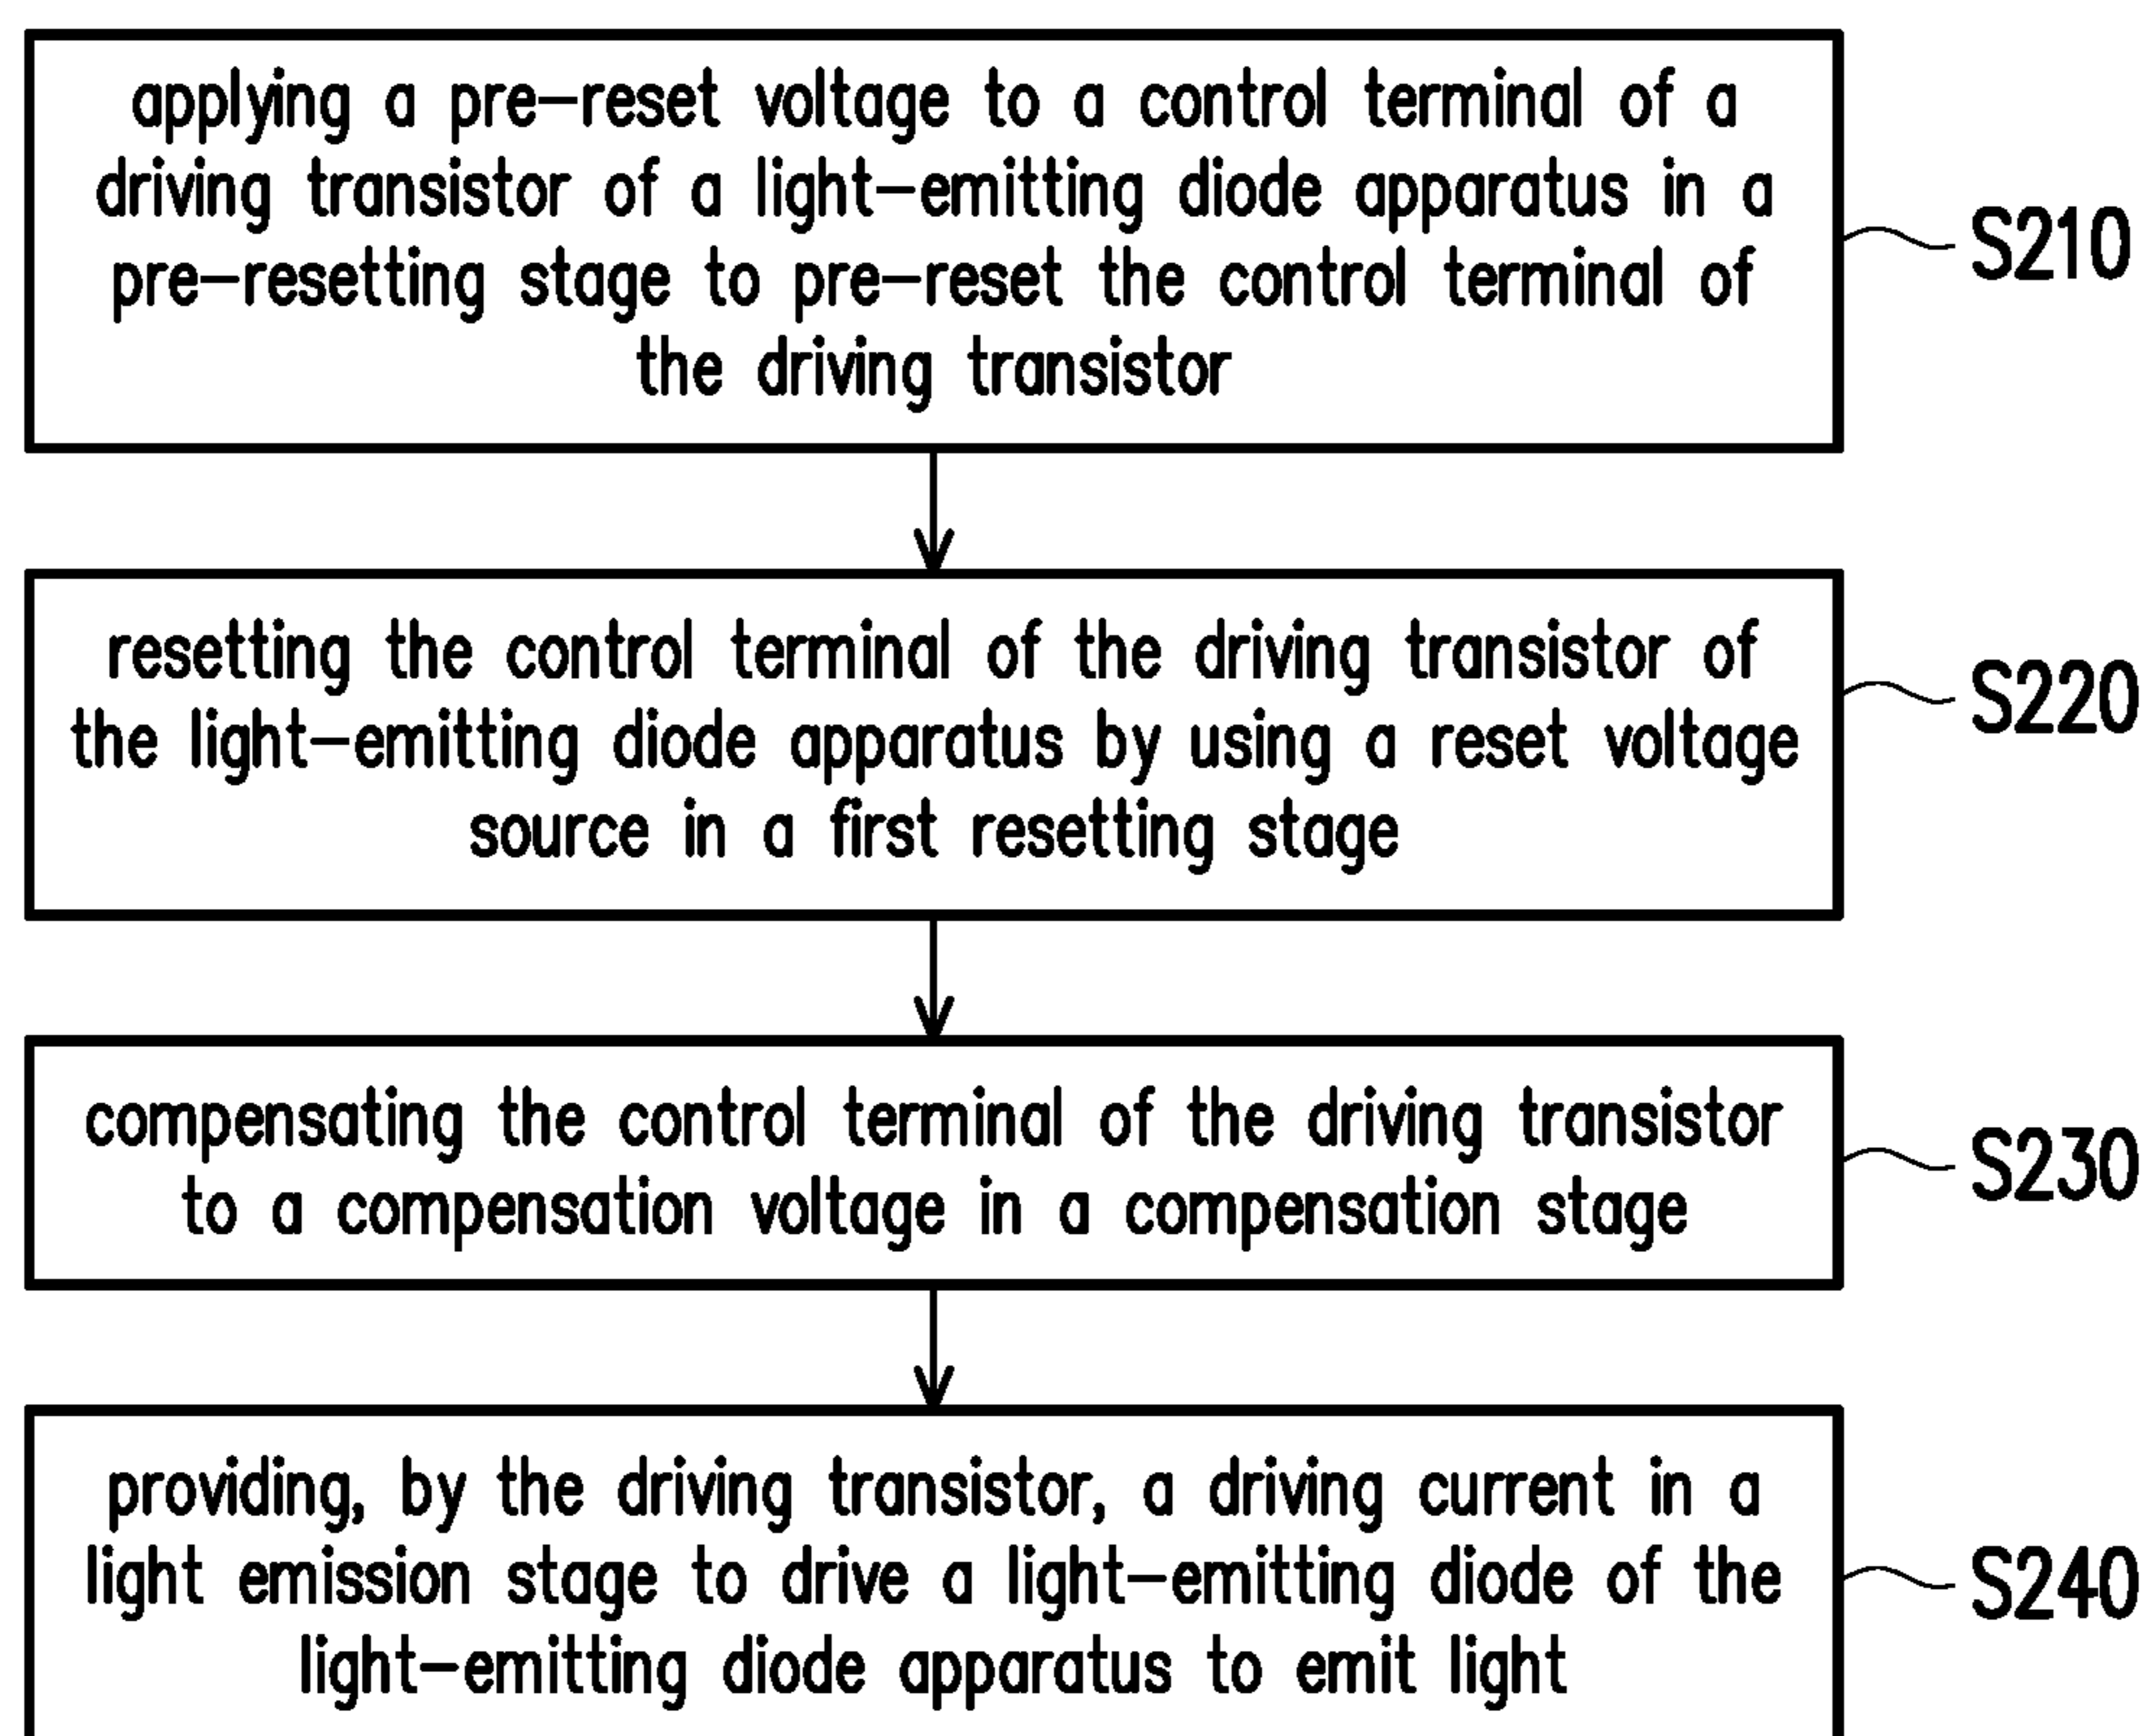 applying a pre-reset voltage to a control terminal of a
driving transistor of a light-emitting diode apparatus in a
pre-resetting stage to pre-reset the control terminal of
the driving transistor
S210
resetting the control terminal of the driving transistor of
the light-emitting diode apparatus by using a reset voltage
source in a first resetting stage
S220
compensating the control terminal of the driving transistor
to a compensation voltage in a compensation stage
S230
providing, by the driving transistor, a driving current in a
light emission stage to drive a light-emitting diode of the
light-emitting diode apparatus to emit light
S240